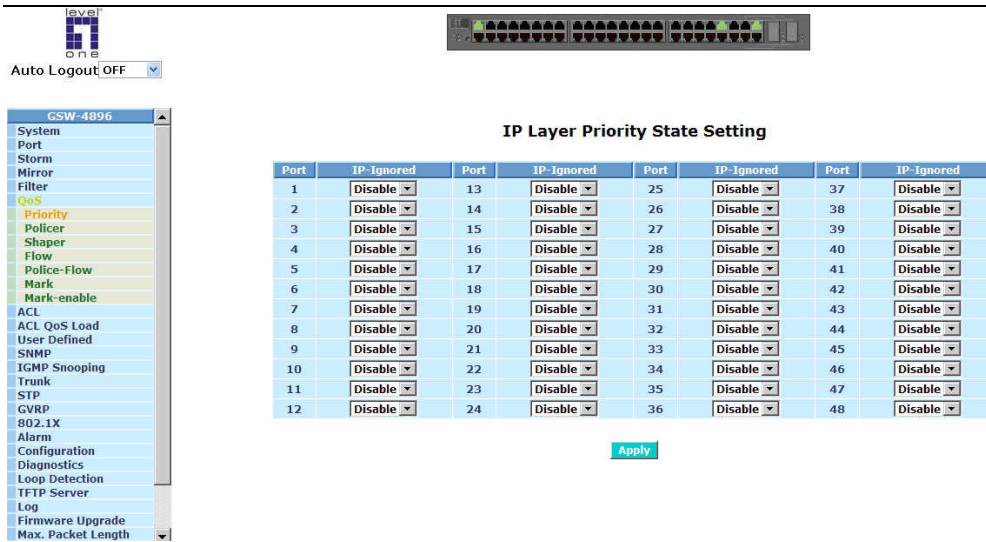 level
one
Auto Logout OFF
GSW-4896
System
Port
Storm
Mirror
Filter
QoS
Priority
Policer
Shaper
Flow
Police-Flow
Mark
Mark-enable
ACL
ACL QoS Load
User Defined
SNMP
IGMP Snooping
Trunk
STP
GVRP
802.1X
Alarm
Configuration
Diagnostics
Loop Detection
TFTP Server
Log
Firmware Upgrade
Max. Packet Length
IP Layer Priority State Setting
Port IP-Ignored Port IP-Ignored Port IP-Ignored Port IP-Ignored
1 Disable 13 Disable 25 Disable 37 Disable
2 Disable 14 Disable 26 Disable 38 Disable
3 Disable 15 Disable 27 Disable 39 Disable
4 Disable 16 Disable 28 Disable 40 Disable
5 Disable 17 Disable 29 Disable 41 Disable
6 Disable 18 Disable 30 Disable 42 Disable
7 Disable 19 Disable 31 Disable 43 Disable
8 Disable 20 Disable 32 Disable 44 Disable
9 Disable 21 Disable 33 Disable 45 Disable
10 Disable 22 Disable 34 Disable 46 Disable
11 Disable 23 Disable 35 Disable 47 Disable
12 Disable 24 Disable 36 Disable 48 Disable
Apply